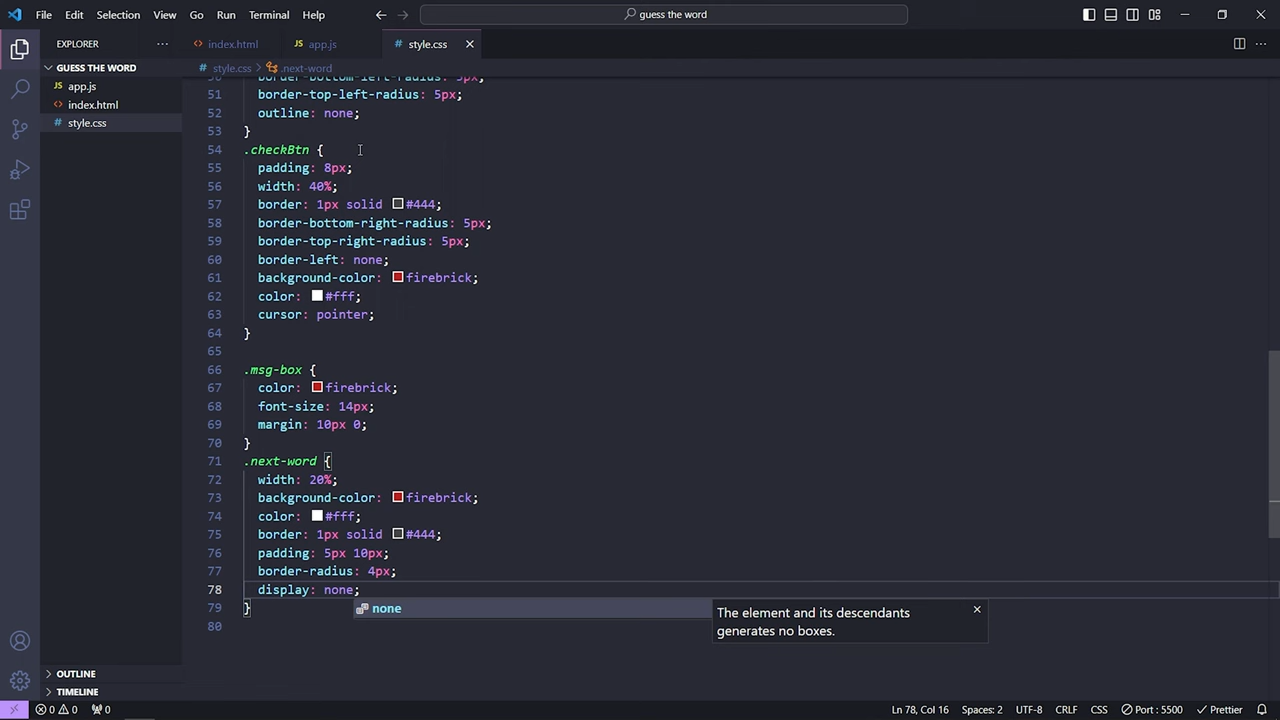 File Edit Selection View Go Run Terminal Help
guess the word
EXPLORER
index.html
app.js
style.css
GUESS THE WORD
app.js
index.html
style.css
style.css > .next-word
50 border-bottom-left-radius: 5px;
51 border-top-left-radius: 5px;
52 outline: none;
53 }
54 .checkBtn {
55 padding: 8px;
56 width: 40%;
57 border: 1px solid #444;
58 border-bottom-right-radius: 5px;
59 border-top-right-radius: 5px;
60 border-left: none;
61 background-color: firebrick;
62 color: #fff;
63 cursor: pointer;
64 }
65
66 .msg-box {
67 color: firebrick;
68 font-size: 14px;
69 margin: 10px 0;
70 }
71 .next-word {
72 width: 20%;
73 background-color: firebrick;
74 color: #fff;
75 border: 1px solid #444;
76 padding: 5px 10px;
77 border-radius: 4px;
78 display: none;
79 }
80
none
The element and its descendants
generates no boxes.
OUTLINE
TIMELINE
0 0 0
Ln 78, Col 16 Spaces: 2 UTF-8 CRLF CSS Port : 5500 Prettier